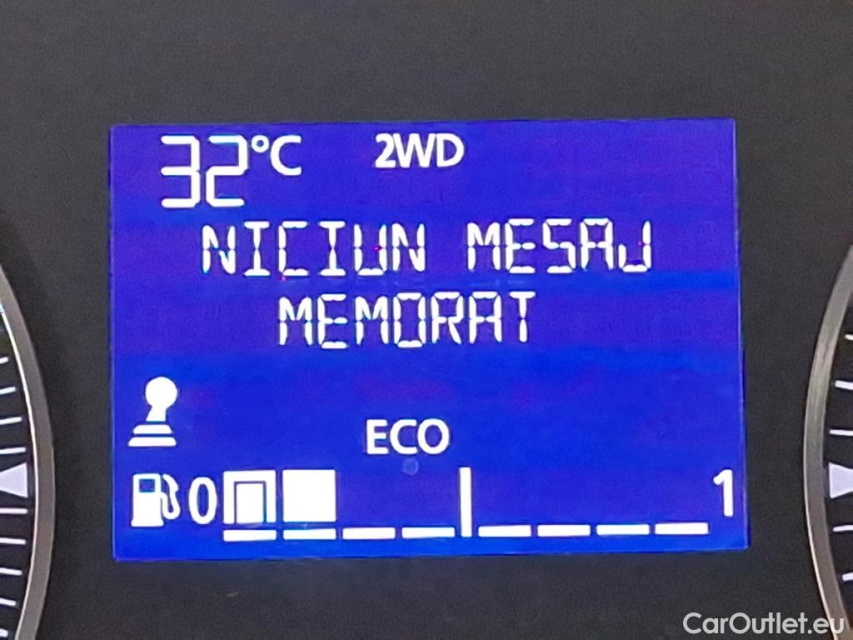 32°C 2WD
NICIUN MESAJ
MEMORAT
ECO
0 1
CarOutlet.eu